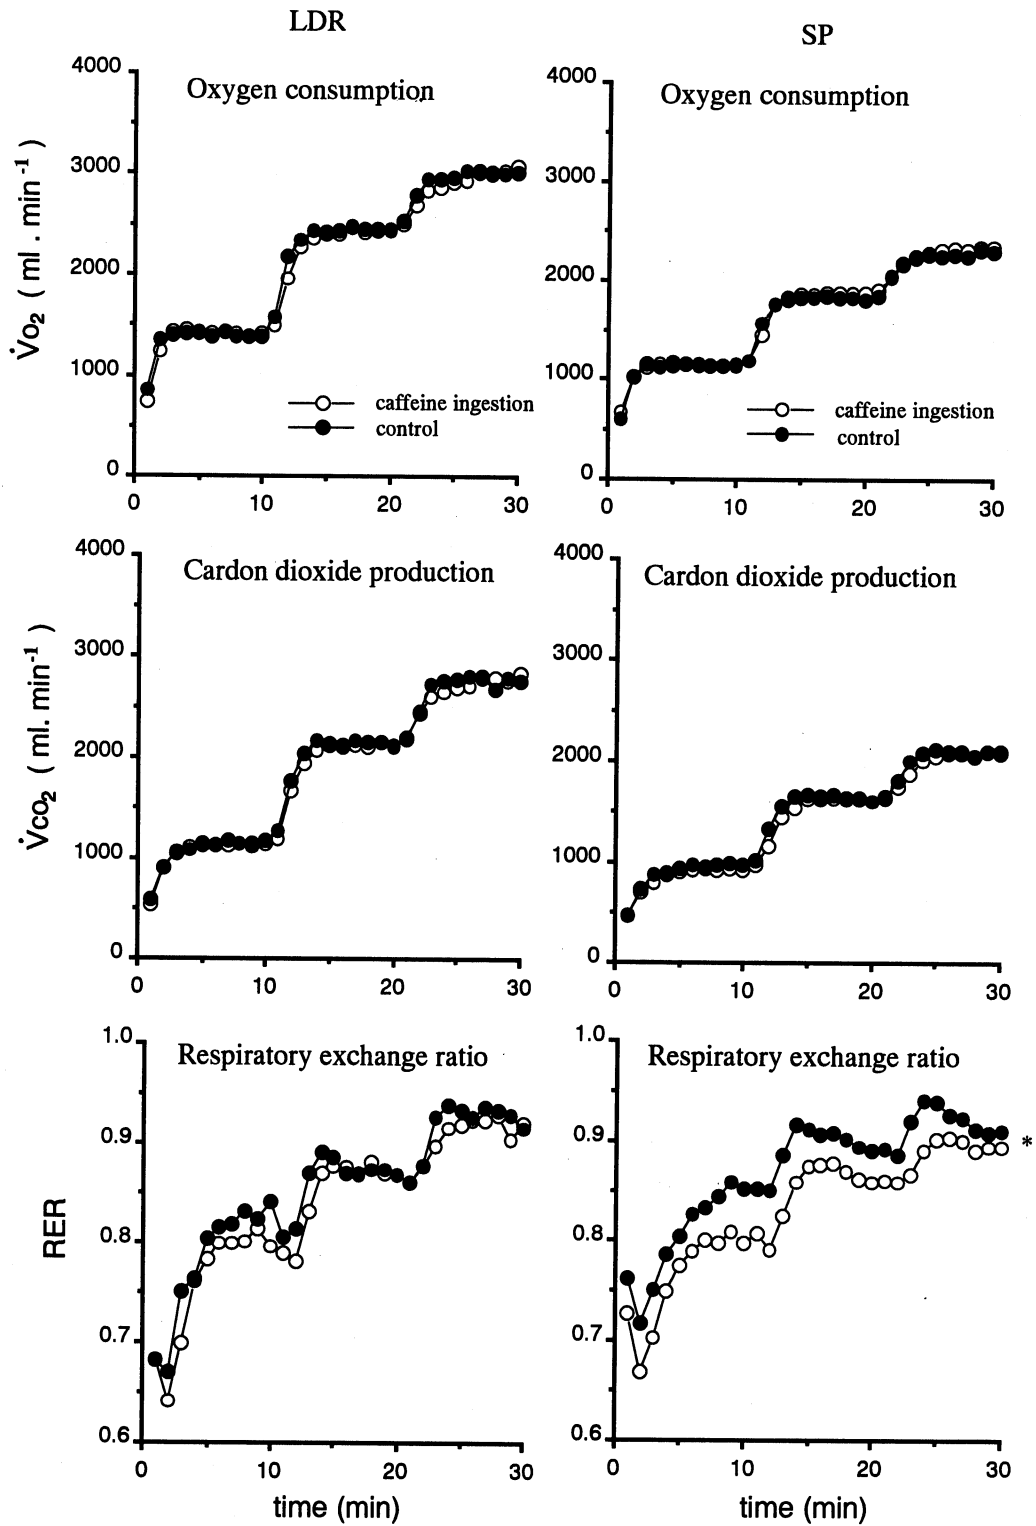 LDR
SP
Oxygen consumption
4000
3000
2000
1000
0
V̇O₂ ( ml . min⁻¹ )
caffeine ingestion
control
0 10 20 30
Oxygen consumption
4000
3000
2000
1000
0
caffeine ingestion
control
0 10 20 30
Cardon dioxide production
4000
3000
2000
1000
0
V̇CO₂ ( ml. min⁻¹ )
0 10 20 30
Cardon dioxide production
4000
3000
2000
1000
0
0 10 20 30
Respiratory exchange ratio
1.0
0.9
0.8
0.7
0.6
RER
0 10 20 30
time (min)
Respiratory exchange ratio
1.0
0.9
0.8
0.7
0.6
*
0 10 20 30
time (min)